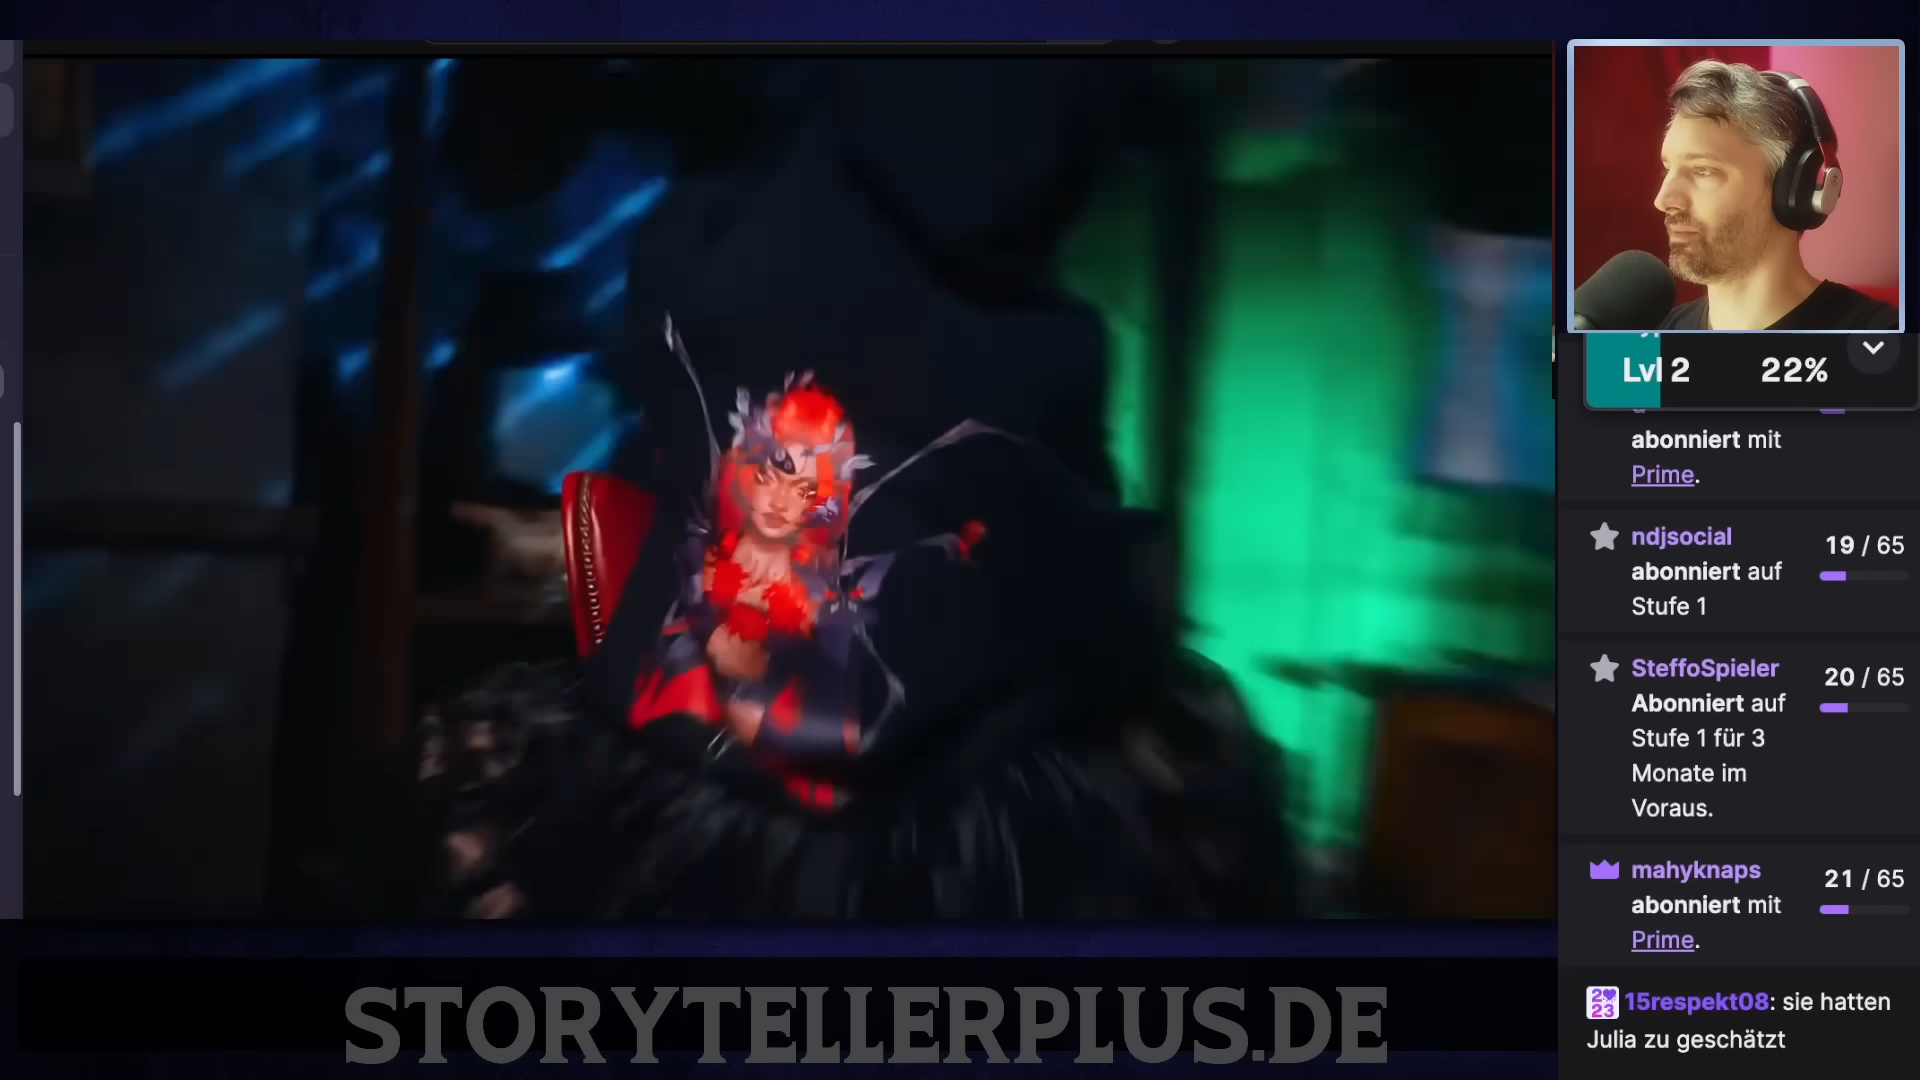 Lvl 2 22%
abonniert mit
Prime.
ndjsocial 19 / 65
abonniert auf
Stufe 1
SteffoSpieler 20 / 65
Abonniert auf
Stufe 1 für 3
Monate im
Voraus.
mahyknaps 21 / 65
abonniert mit
Prime.
15respekt08: sie hatten
Julia zu geschätzt
STORYTELLERPLUS.DE